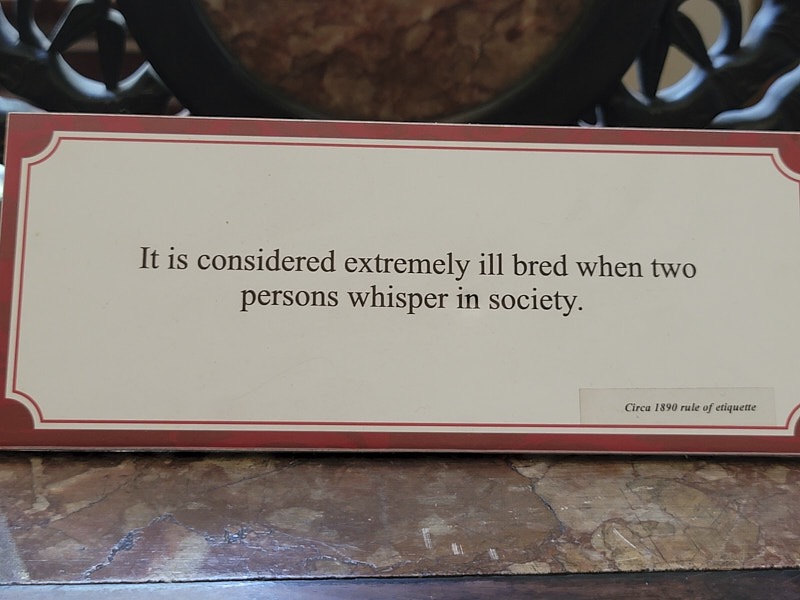 It is considered extremely ill bred when two
persons whisper in society.
Circa 1890 rule of etiquette